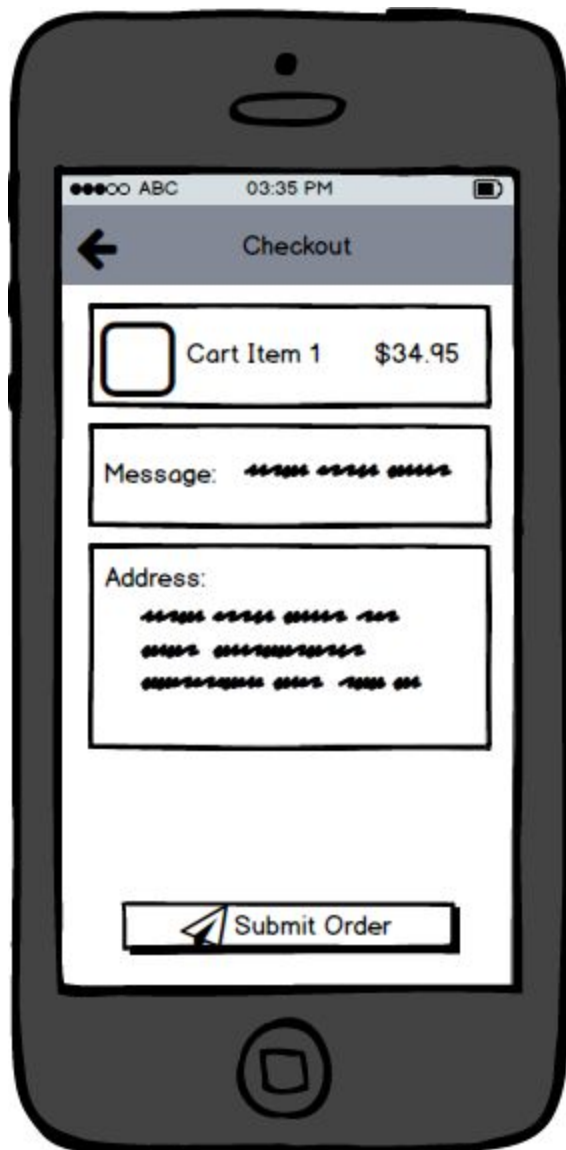 ABC 03:35 PM
Checkout
Cart Item 1 $34.95
Message:
Address:
Submit Order